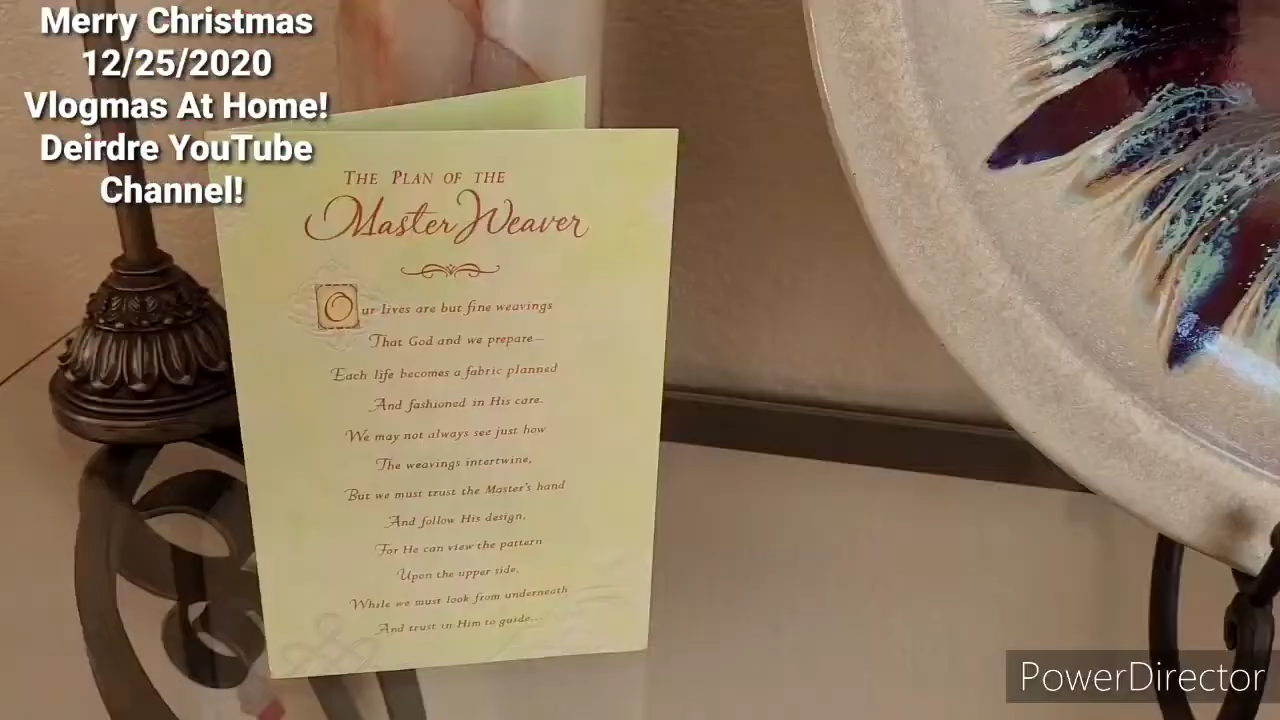 Merry Christmas
12/25/2020
Vlogmas At Home!
Deirdre YouTube
Channel!
THE PLAN OF THE
Master Weaver
Our lives are but fine weavings
That God and we prepare—
Each life becomes a fabric planned
And fashioned in His care.
We may not always see just how
The weavings intertwine,
But we must trust the Master's hand
And follow His design,
For He can view the pattern
Upon the upper side,
While we must look from underneath
And trust in Him to guide...
PowerDirector